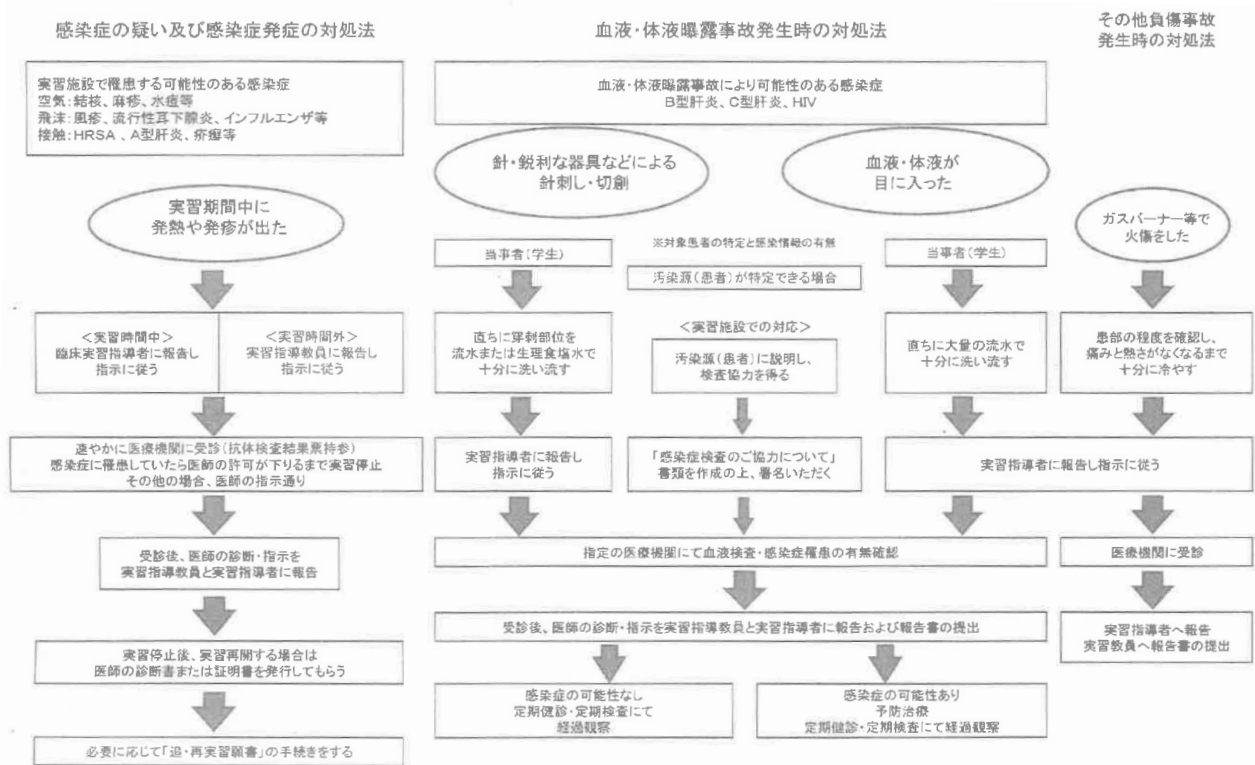 感染症の疑い及び感染症発症の対処法
実習施設で罹患する可能性のある感染症
空気：結核、麻疹、水痘等
飛沫：風疹、流行性耳下腺炎、インフルエンザ等
接触：HRSA 、A型肝炎、疥癬等
実習期間中に
発熱や発疹が出た
＜実習時間中＞
臨床実習指導者に報告し
指示に従う
＜実習時間外＞
実習指導教員に報告し
指示に従う
速やかに医療機関に受診（抗体検査結果票持参）
感染症に罹患していたら医師の許可が下りるまで実習停止
その他の場合、医師の指示通り
受診後、医師の診断・指示を
実習指導教員と実習指導者に報告
実習停止後、実習再開する場合は
医師の診断書または証明書を発行してもらう
必要に応じて「追・再実習願書」の手続きをする
血液・体液曝露事故発生時の対処法
血液・体液曝露事故により可能性のある感染症
B型肝炎、C型肝炎、HIV
針・鋭利な器具などによる
針刺し・切創
血液・体液が
目に入った
当事者（学生）
直ちに穿刺部位を
流水または生理食塩水で
十分に洗い流す
実習指導者に報告し
指示に従う
※対象患者の特定と感染情報の有無
汚染源（患者）が特定できる場合
＜実習施設での対応＞
汚染源（患者）に説明し、
検査協力を得る
「感染症検査のご協力について」
書類を作成の上、署名いただく
当事者（学生）
直ちに大量の流水で
十分に洗い流す
実習指導者に報告し指示に従う
指定の医療機関にて血液検査・感染症罹患の有無確認
受診後、医師の診断・指示を実習指導教員と実習指導者に報告および報告書の提出
感染症の可能性なし
定期健診・定期検査にて
経過観察
感染症の可能性あり
予防治療
定期健診・定期検査にて経過観察
その他負傷事故
発生時の対処法
ガスバーナー等で
火傷をした
患部の程度を確認し、
痛みと熱さがなくなるまで
十分に冷やす
医療機関に受診
実習指導者へ報告
実習教員へ報告書の提出